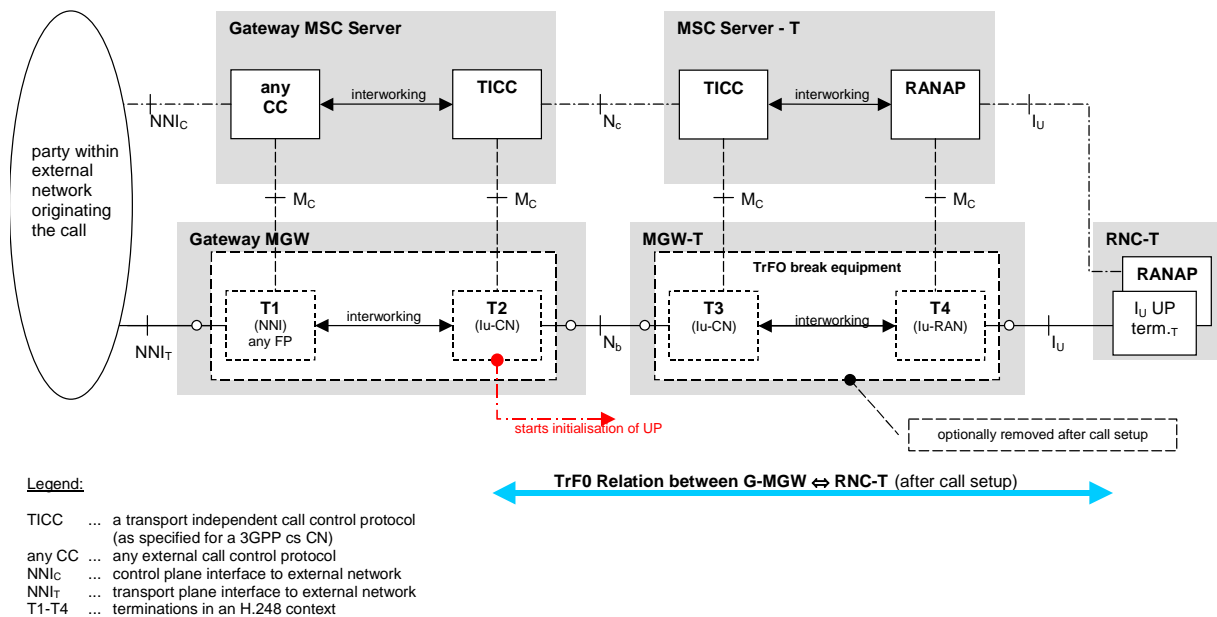 Gateway MSC Server
MSC Server - T
any
CC
interworking
TICC
TICC
interworking
RANAP
NNIC
NC
IU
party within
external
network
originating
the call
MC
MC
MC
MC
Gateway MGW
MGW-T
RNC-T
TrFO break equipment
RANAP
T1
(NNI)
any FP
interworking
T2
(Iu-CN)
T3
(Iu-CN)
interworking
T4
(Iu-RAN)
IU UP
term.T
NNIT
Nb
IU
starts initialisation of UP
optionally removed after call setup
TrF0 Relation between G-MGW ⇔ RNC-T (after call setup)
Legend:
TICC ... a transport independent call control protocol
(as specified for a 3GPP cs CN)
any CC ... any external call control protocol
NNIC ... control plane interface to external network
NNIT ... transport plane interface to external network
T1-T4 ... terminations in an H.248 context